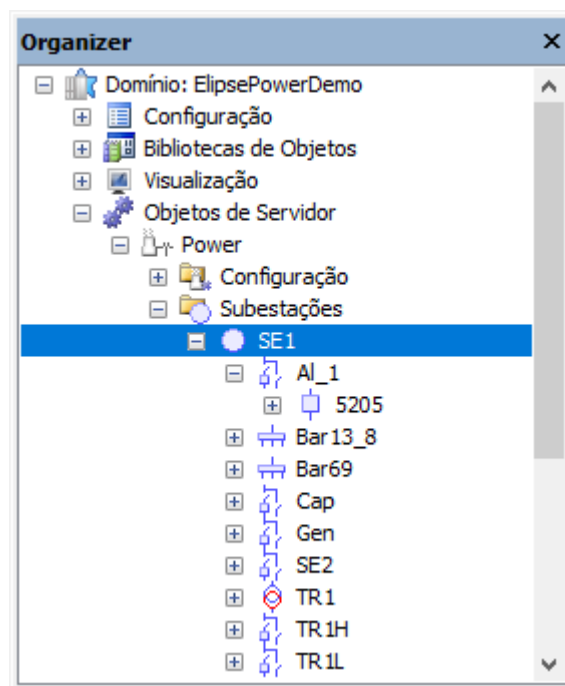 Organizer
Domínio: ElipsePowerDemo
Configuração
Bibliotecas de Objetos
Visualização
Objetos de Servidor
Power
Configuração
Subestações
SE1
Al_1
5205
Bar13_8
Bar69
Cap
Gen
SE2
TR1
TR1H
TR1L